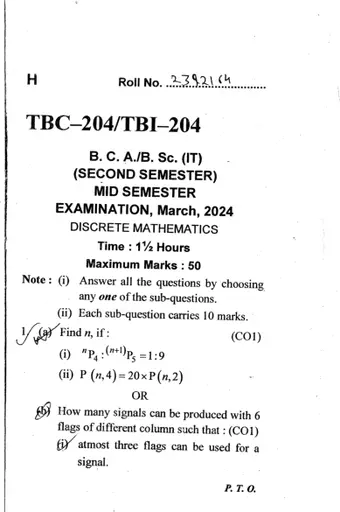 H Roll No. 2392164
TBC–204/TBI–204
B. C. A./B. Sc. (IT)
(SECOND SEMESTER)
MID SEMESTER
EXAMINATION, March, 2024
DISCRETE MATHEMATICS
Time : 1½ Hours
Maximum Marks : 50
Note : (i) Answer all the questions by choosing
any one of the sub-questions.
(ii) Each sub-question carries 10 marks.
1. (a) Find n, if : (CO1)
(i) ⁿP₄ : ⁽ⁿ⁺¹⁾P₅ = 1 : 9
(ii) P (n, 4) = 20 × P (n, 2)
OR
(b) How many signals can be produced with 6
flags of different column such that : (CO1)
(i) atmost three flags can be used for a
signal.
P. T. O.